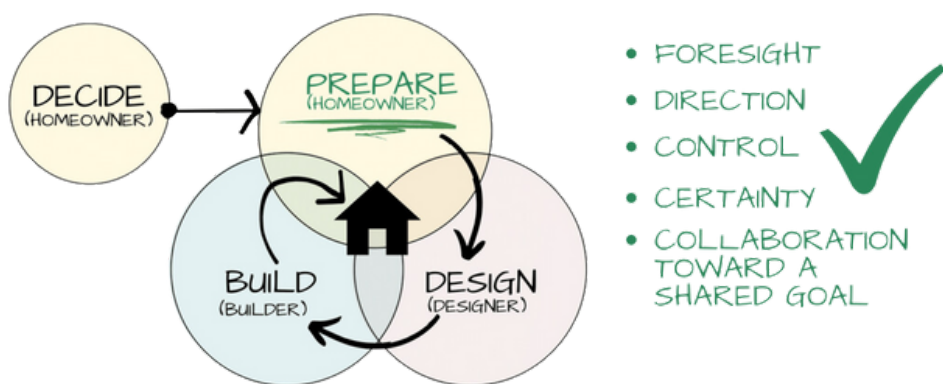 DECIDE
(HOMEOWNER)
PREPARE
(HOMEOWNER)
BUILD
(BUILDER)
DESIGN
(DESIGNER)
• FORESIGHT
• DIRECTION
• CONTROL
• CERTAINTY
• COLLABORATION
TOWARD A
SHARED GOAL